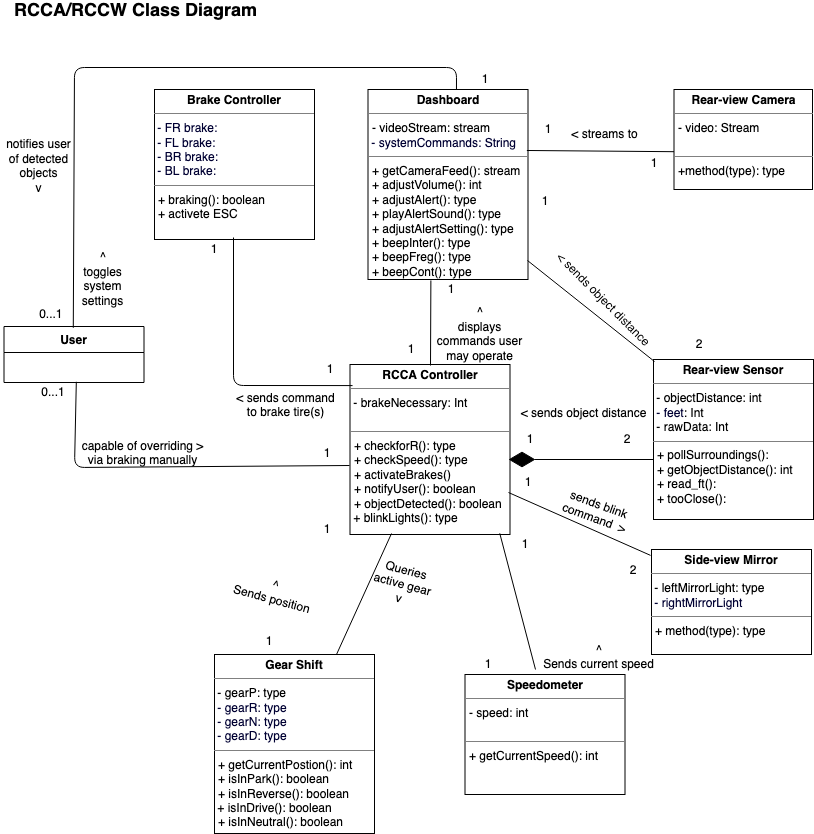 RCCA/RCCW Class Diagram
1
notifies user
of detected
objects
v
Brake Controller
- FR brake:
- FL brake:
- BR brake:
- BL brake:
+ braking(): boolean
+ activete ESC
1
Dashboard
- videoStream: stream
- systemCommands: String
+ getCameraFeed(): stream
+ adjustVolume(): int
+ adjustAlert(): type
+ playAlertSound(): type
+ adjustAlertSetting(): type
+ beepInter(): type
+ beepFreg(): type
+ beepCont(): type
1
< streams to
1
Rear-view Camera
- video: Stream
+method(type): type
1
< sends object distance
2
^
toggles
system
settings
0...1
User
0...1
1
^
displays
commands user
may operate
1
1
< sends command
to brake tire(s)
capable of overriding >
via braking manually
1
RCCA Controller
- brakeNecessary: Int
+ checkforR(): type
+ checkSpeed(): type
+ activateBrakes()
+ notifyUser(): boolean
+ objectDetected(): boolean
+ blinkLights(): type
< sends object distance
1
2
Rear-view Sensor
- objectDistance: int
- feet: Int
- rawData: Int
+ pollSurroundings():
+ getObjectDistance(): int
+ read_ft():
+ tooClose():
1
sends blink
command >
2
Side-view Mirror
- leftMirrorLight: type
- rightMirrorLight
+ method(type): type
1
1
^
Sends position
Queries
active gear
v
1
Gear Shift
- gearP: type
- gearR: type
- gearN: type
- gearD: type
+ getCurrentPostion(): int
+ isInPark(): boolean
+ isInReverse(): boolean
+ isInDrive(): boolean
+ isInNeutral(): boolean
^
1
Sends current speed
Speedometer
- speed: int
+ getCurrentSpeed(): int